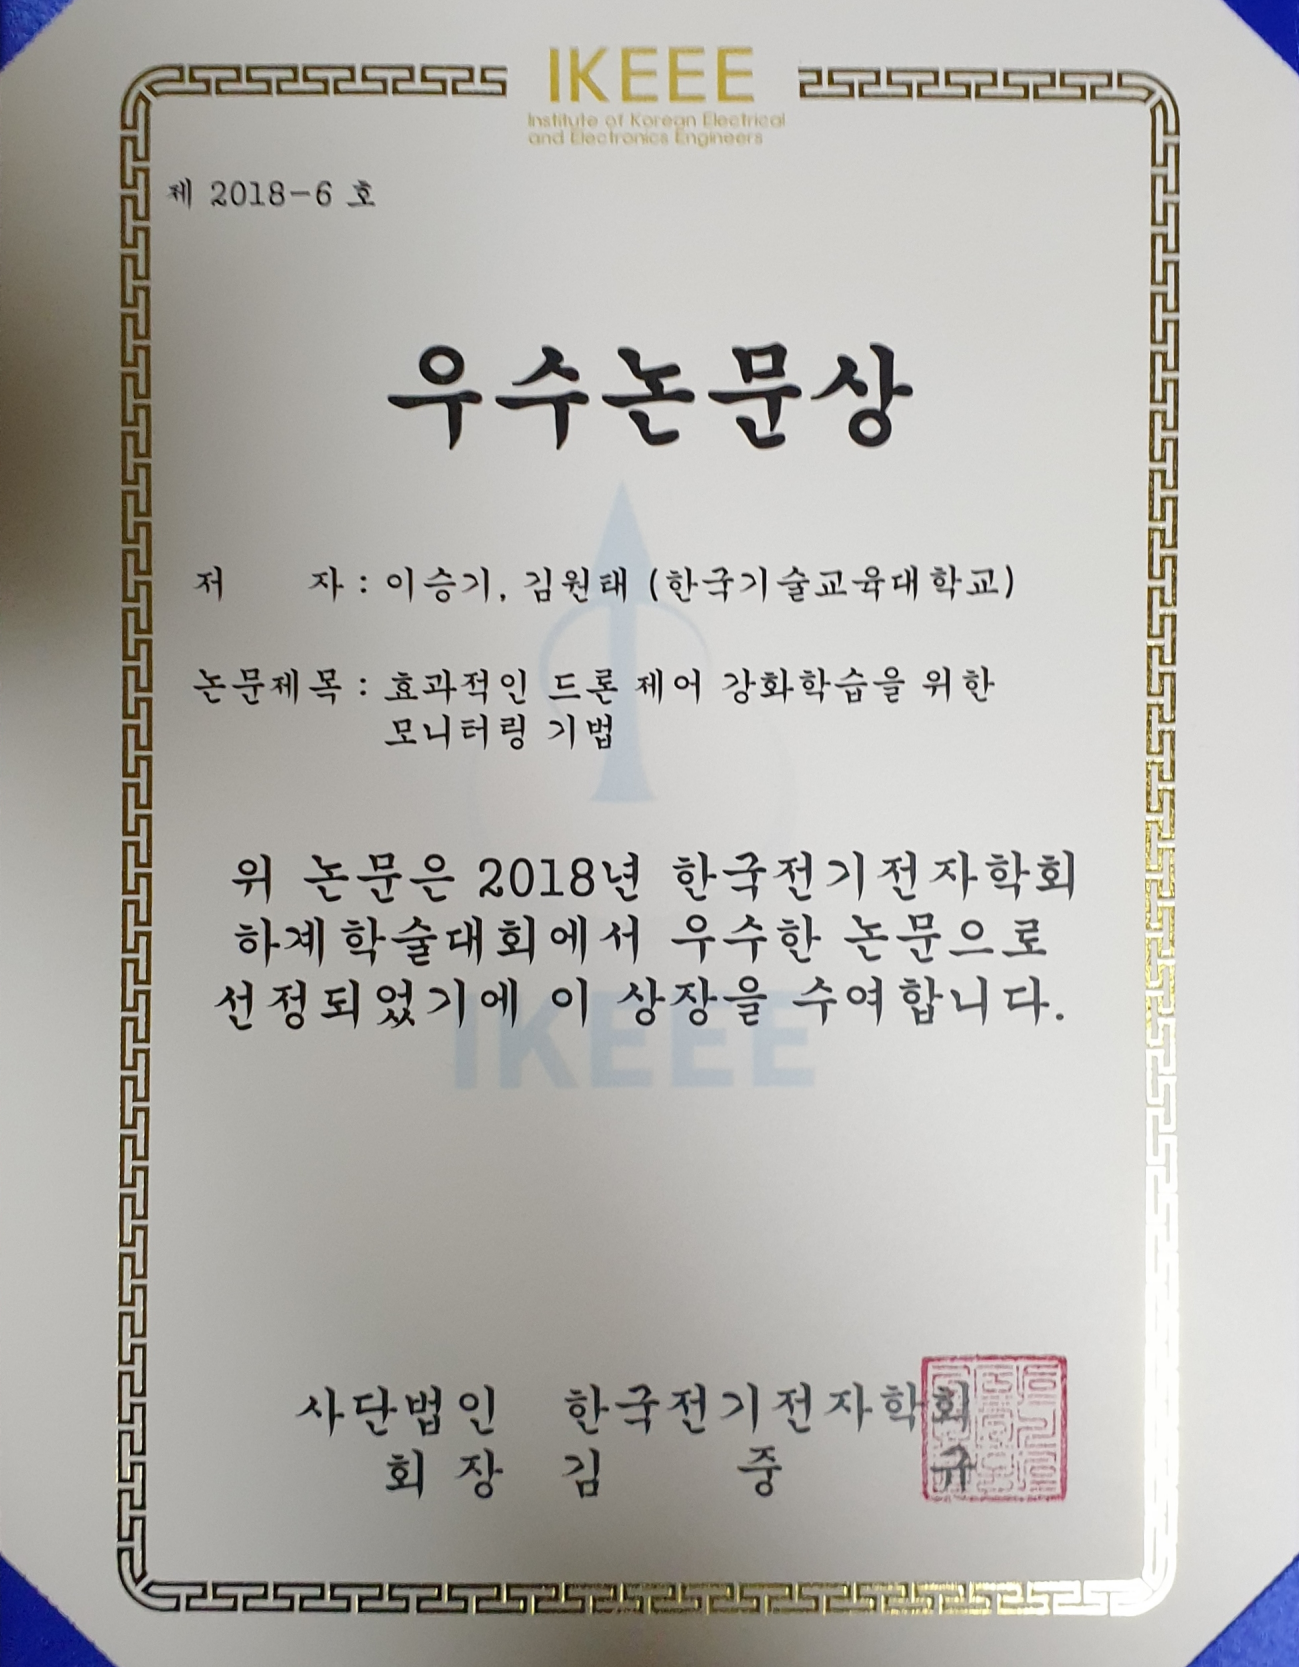 IKEEE
Institute of Korean Electrical
and Electronics Engineers
제 2018-6 호
우수논문상
저 자 : 이승기, 김원태 (한국기술교육대학교)
논문제목 : 효과적인 드론 제어 강화학습을 위한
모니터링 기법
위 논문은 2018년 한국전기전자학회
하계학술대회에서 우수한 논문으로
선정되었기에 이 상장을 수여합니다.
IKEEE
사단법인 한국전기전자학회
회 장 김 중 규